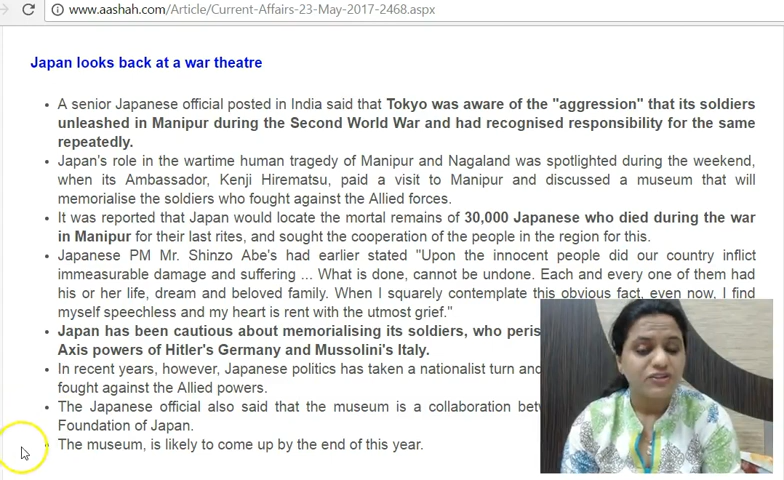 www.aashah.com/Article/Current-Affairs-23-May-2017-2468.aspx
Japan looks back at a war theatre
• A senior Japanese official posted in India said that Tokyo was aware of the "aggression" that its soldiers
unleashed in Manipur during the Second World War and had recognised responsibility for the same
repeatedly.
• Japan's role in the wartime human tragedy of Manipur and Nagaland was spotlighted during the weekend,
when its Ambassador, Kenji Hirematsu, paid a visit to Manipur and discussed a museum that will
memorialise the soldiers who fought against the Allied forces.
• It was reported that Japan would locate the mortal remains of 30,000 Japanese who died during the war
in Manipur for their last rites, and sought the cooperation of the people in the region for this.
• Japanese PM Mr. Shinzo Abe's had earlier stated "Upon the innocent people did our country inflict
immeasurable damage and suffering ... What is done, cannot be undone. Each and every one of them had
his or her life, dream and beloved family. When I squarely contemplate this obvious fact, even now, I find
myself speechless and my heart is rent with the utmost grief."
• Japan has been cautious about memorialising its soldiers, who
Axis powers of Hitler's Germany and Mussolini's Italy.
• In recent years, however, Japanese politics has taken a nationalist turn and
fought against the Allied powers.
• The Japanese official also said that the museum is a collaboration
Foundation of Japan.
• The museum, is likely to come up by the end of this year.